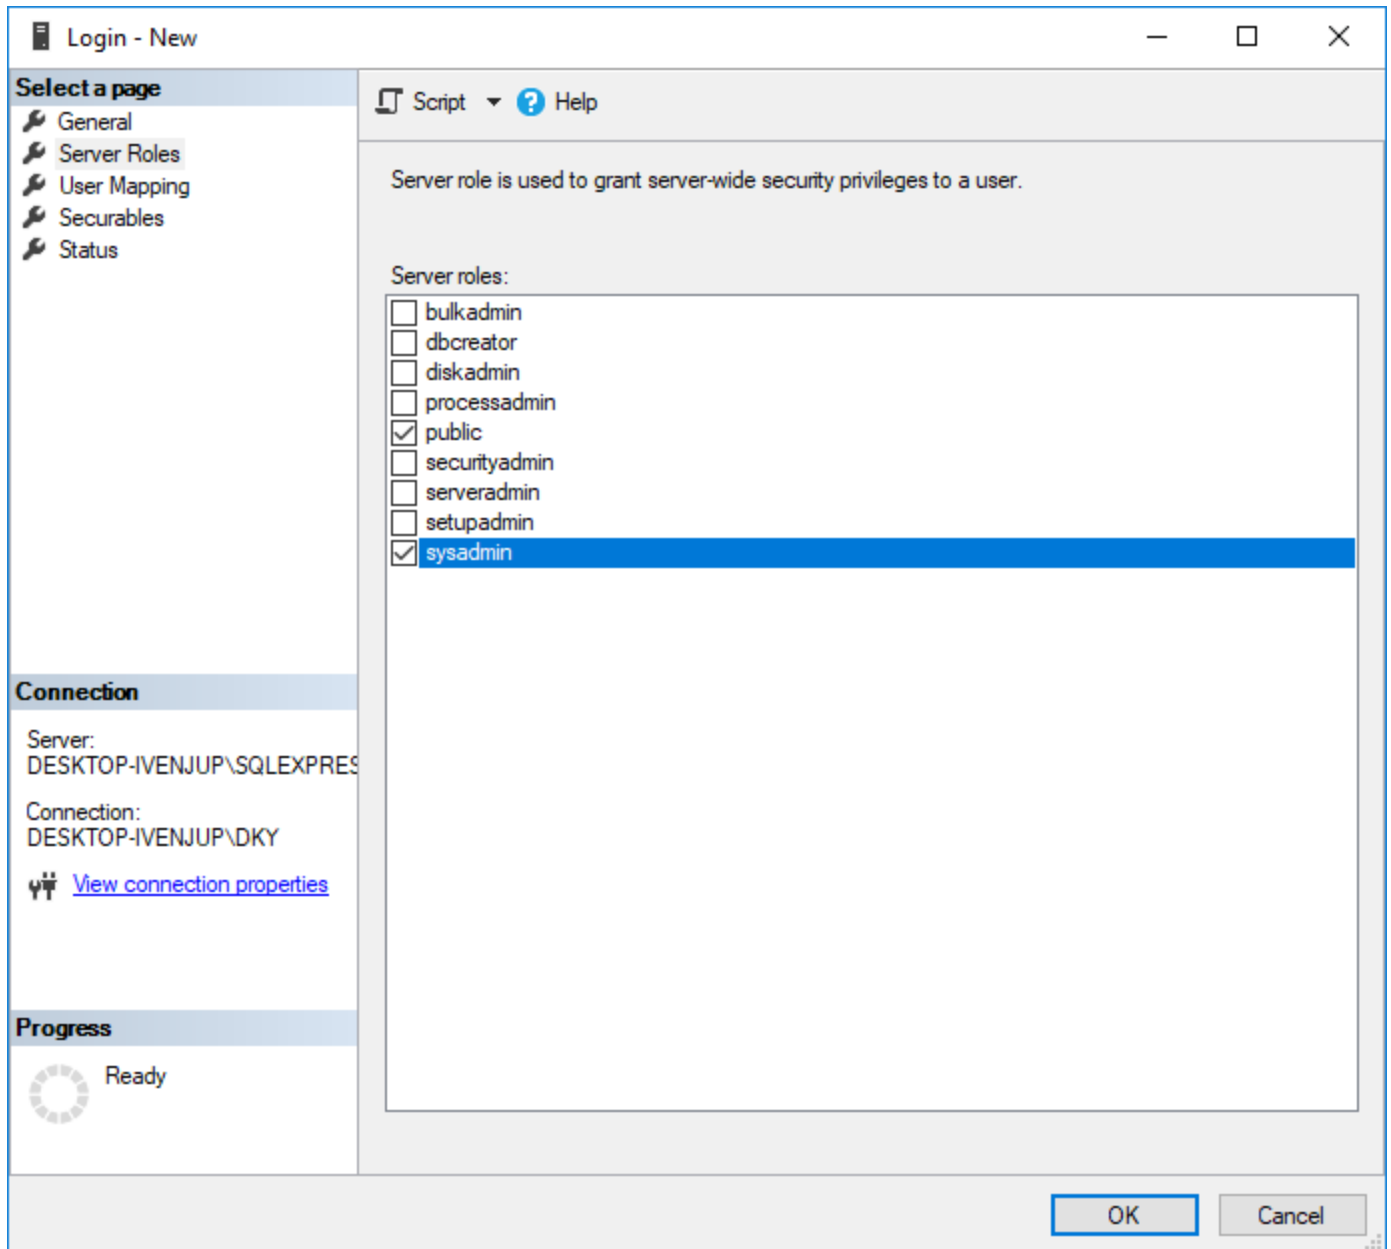 Login - New
Select a page
General
Server Roles
User Mapping
Securables
Status
Script
Help
Server role is used to grant server-wide security privileges to a user.
Server roles:
bulkadmin
dbcreator
diskadmin
processadmin
public
securityadmin
serveradmin
setupadmin
sysadmin
Connection
Server:
DESKTOP-IVENJUP\SQLEXPRES
Connection:
DESKTOP-IVENJUP\DKY
View connection properties
Progress
Ready
OK
Cancel